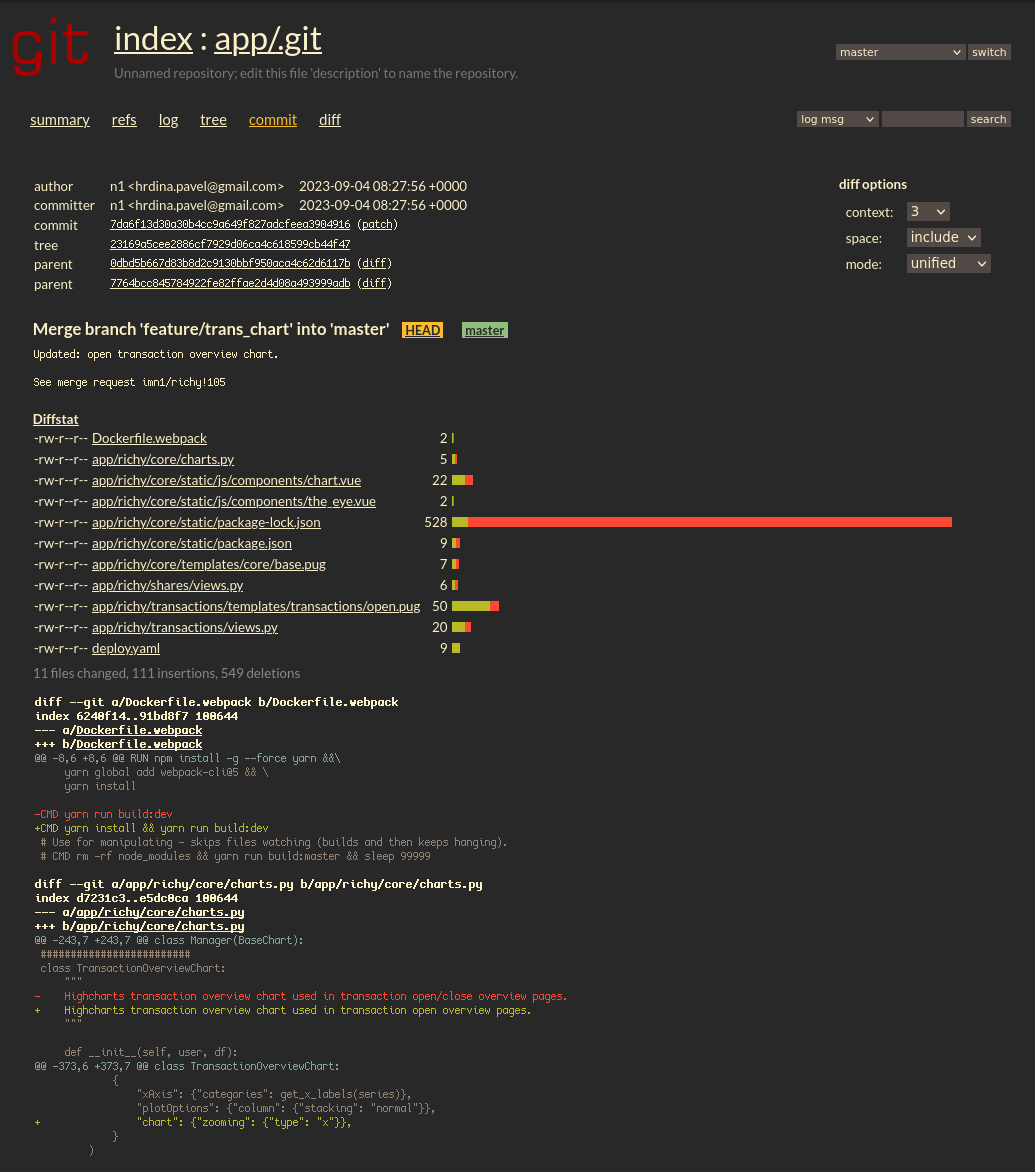 git
index : app/.git
master switch
Unnamed repository; edit this file 'description' to name the repository.
summary refs log tree commit diff
log msg search
author n1 <hrdina.pavel@gmail.com> 2023-09-04 08:27:56 +0000
committer n1 <hrdina.pavel@gmail.com> 2023-09-04 08:27:56 +0000
commit 7da6f13d30a30b4cc9a649f827adcfeea3904916 (patch)
tree 23169a5cee2886cf7929d06ca4c618599cb44f47
parent 0dbd5b667d83b8d2c9130bbf950aca4c62d6117b (diff)
parent 7764bcc845784922fe82ffae2d4d08a493999adb (diff)
diff options
context: 3
space: include
mode: unified
Merge branch 'feature/trans_chart' into 'master' HEAD master
Updated: open transaction overview chart.
See merge request imn1/richy!105
Diffstat
-rw-r--r-- Dockerfile.webpack 2
-rw-r--r-- app/richy/core/charts.py 5
-rw-r--r-- app/richy/core/static/js/components/chart.vue 22
-rw-r--r-- app/richy/core/static/js/components/the_eye.vue 2
-rw-r--r-- app/richy/core/static/package-lock.json 528
-rw-r--r-- app/richy/core/static/package.json 9
-rw-r--r-- app/richy/core/templates/core/base.pug 7
-rw-r--r-- app/richy/shares/views.py 6
-rw-r--r-- app/richy/transactions/templates/transactions/open.pug 50
-rw-r--r-- app/richy/transactions/views.py 20
-rw-r--r-- deploy.yaml 9
11 files changed, 111 insertions, 549 deletions
diff --git a/Dockerfile.webpack b/Dockerfile.webpack
index 6240f14..91bd8f7 100644
--- a/Dockerfile.webpack
+++ b/Dockerfile.webpack
@@ -8,6 +8,6 @@ RUN npm install -g --force yarn &&\
yarn global add webpack-cli@5 && \
yarn install
-CMD yarn run build:dev
+CMD yarn install && yarn run build:dev
# Use for manipulating - skips files watching (builds and then keeps hanging).
# CMD rm -rf node_modules && yarn run build:master && sleep 99999
diff --git a/app/richy/core/charts.py b/app/richy/core/charts.py
index d7231c3..e5dc0ca 100644
--- a/app/richy/core/charts.py
+++ b/app/richy/core/charts.py
@@ -243,7 +243,7 @@ class Manager(BaseChart):
#########################
class TransactionOverviewChart:
"""
- Highcharts transaction overview chart used in transaction open/close overview pages.
+ Highcharts transaction overview chart used in transaction open overview pages.
"""
def __init__(self, user, df):
@@ -373,6 +373,7 @@ class TransactionOverviewChart:
{
"xAxis": {"categories": get_x_labels(series)},
"plotOptions": {"column": {"stacking": "normal"}},
+ "chart": {"zooming": {"type": "x"}},
}
)